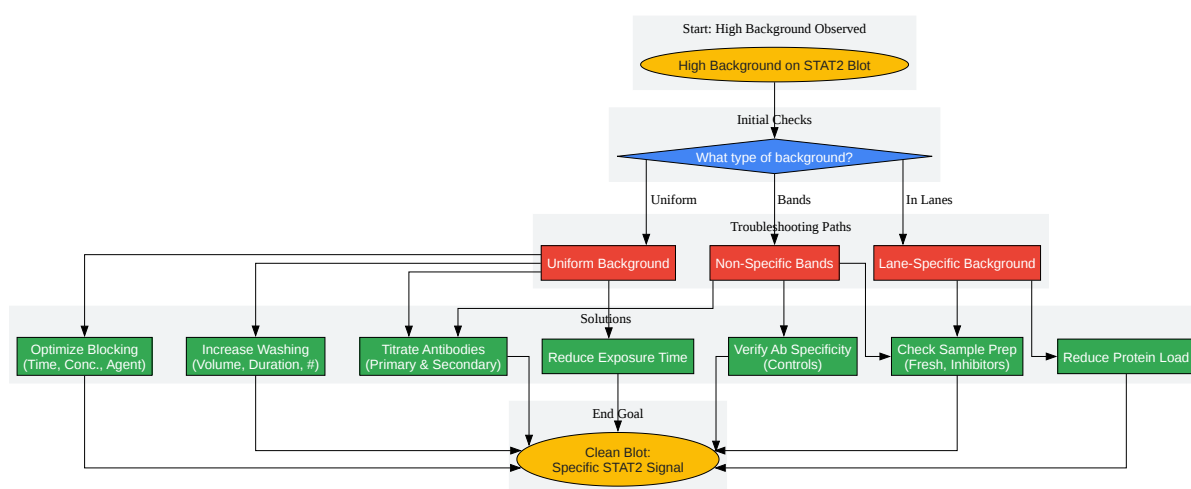 Start: High Background Observed
High Background on STAT2 Blot
Initial Checks
What type of background?
Uniform
Bands
In Lanes
Troubleshooting Paths
Uniform Background
Non-Specific Bands
Lane-Specific Background
Solutions
Optimize Blocking
(Time, Conc., Agent)
Increase Washing
(Volume, Duration, #)
Titrate Antibodies
(Primary & Secondary)
Reduce Exposure Time
Verify Ab Specificity
(Controls)
Check Sample Prep
(Fresh, Inhibitors)
Reduce Protein Load
End Goal
Clean Blot:
Specific STAT2 Signal